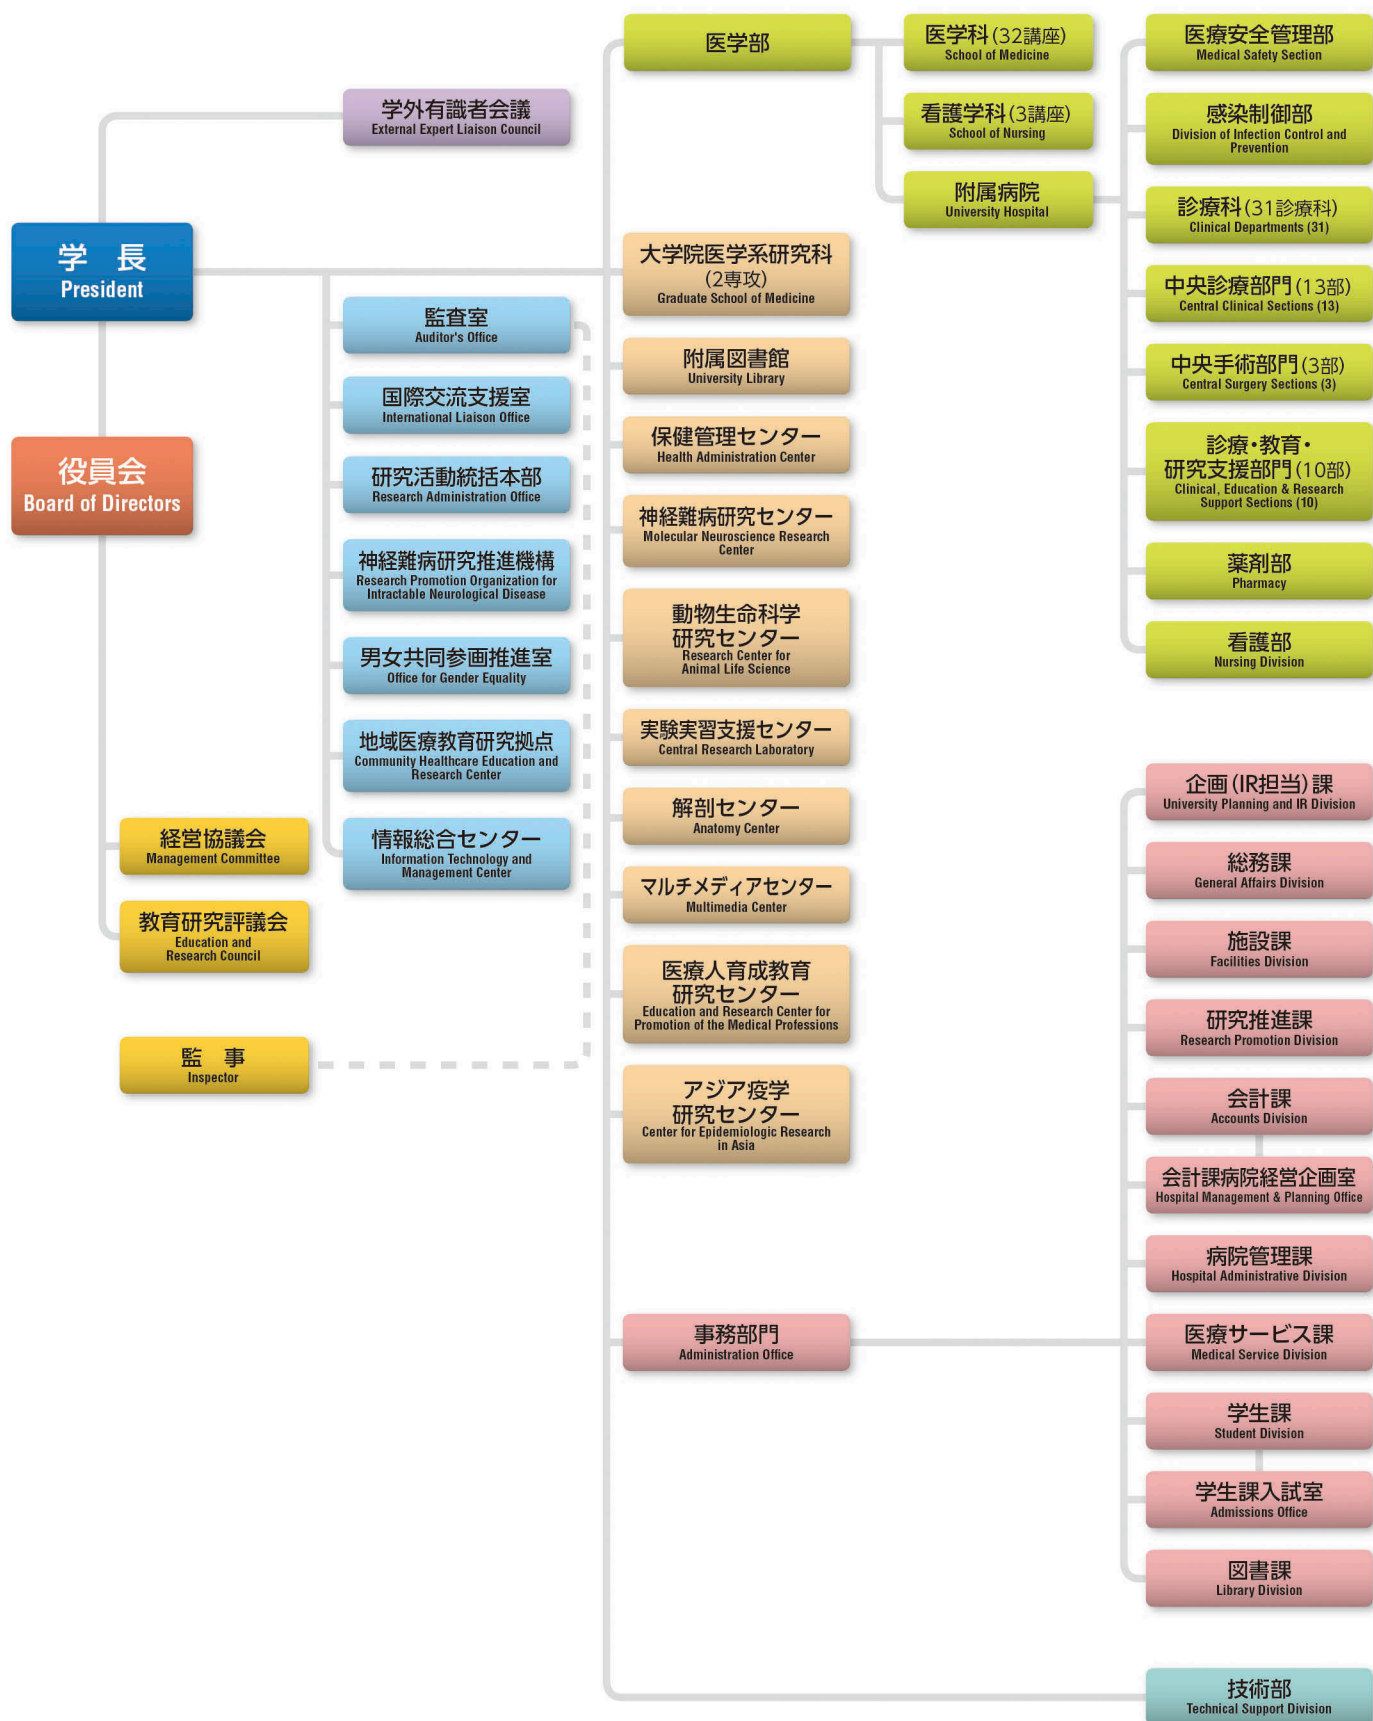 学外有識者会議
External Expert Liaison Council
学　長
President
役員会
Board of Directors
経営協議会
Management Committee
教育研究評議会
Education and
Research Council
監　事
Inspector
監査室
Auditor's Office
国際交流支援室
International Liaison Office
研究活動統括本部
Research Administration Office
神経難病研究推進機構
Research Promotion Organization for
Intractable Neurological Disease
男女共同参画推進室
Office for Gender Equality
地域医療教育研究拠点
Community Healthcare Education and
Research Center
情報総合センター
Information Technology and
Management Center
医学部
医学科(32講座)
School of Medicine
看護学科(3講座)
School of Nursing
附属病院
University Hospital
医療安全管理部
Medical Safety Section
感染制御部
Division of Infection Control and
Prevention
診療科(31診療科)
Clinical Departments (31)
中央診療部門(13部)
Central Clinical Sections (13)
中央手術部門(3部)
Central Surgery Sections (3)
診療・教育・
研究支援部門(10部)
Clinical, Education & Research
Support Sections (10)
薬剤部
Pharmacy
看護部
Nursing Division
大学院医学系研究科
(2専攻)
Graduate School of Medicine
附属図書館
University Library
保健管理センター
Health Administration Center
神経難病研究センター
Molecular Neuroscience Research
Center
動物生命科学
研究センター
Research Center for
Animal Life Science
実験実習支援センター
Central Research Laboratory
解剖センター
Anatomy Center
マルチメディアセンター
Multimedia Center
医療人育成教育
研究センター
Education and Research Center for
Promotion of the Medical Professions
アジア疫学
研究センター
Center for Epidemiologic Research
in Asia
事務部門
Administration Office
企画(IR担当)課
University Planning and IR Division
総務課
General Affairs Division
施設課
Facilities Division
研究推進課
Research Promotion Division
会計課
Accounts Division
会計課病院経営企画室
Hospital Management & Planning Office
病院管理課
Hospital Administrative Division
医療サービス課
Medical Service Division
学生課
Student Division
学生課入試室
Admissions Office
図書課
Library Division
技術部
Technical Support Division